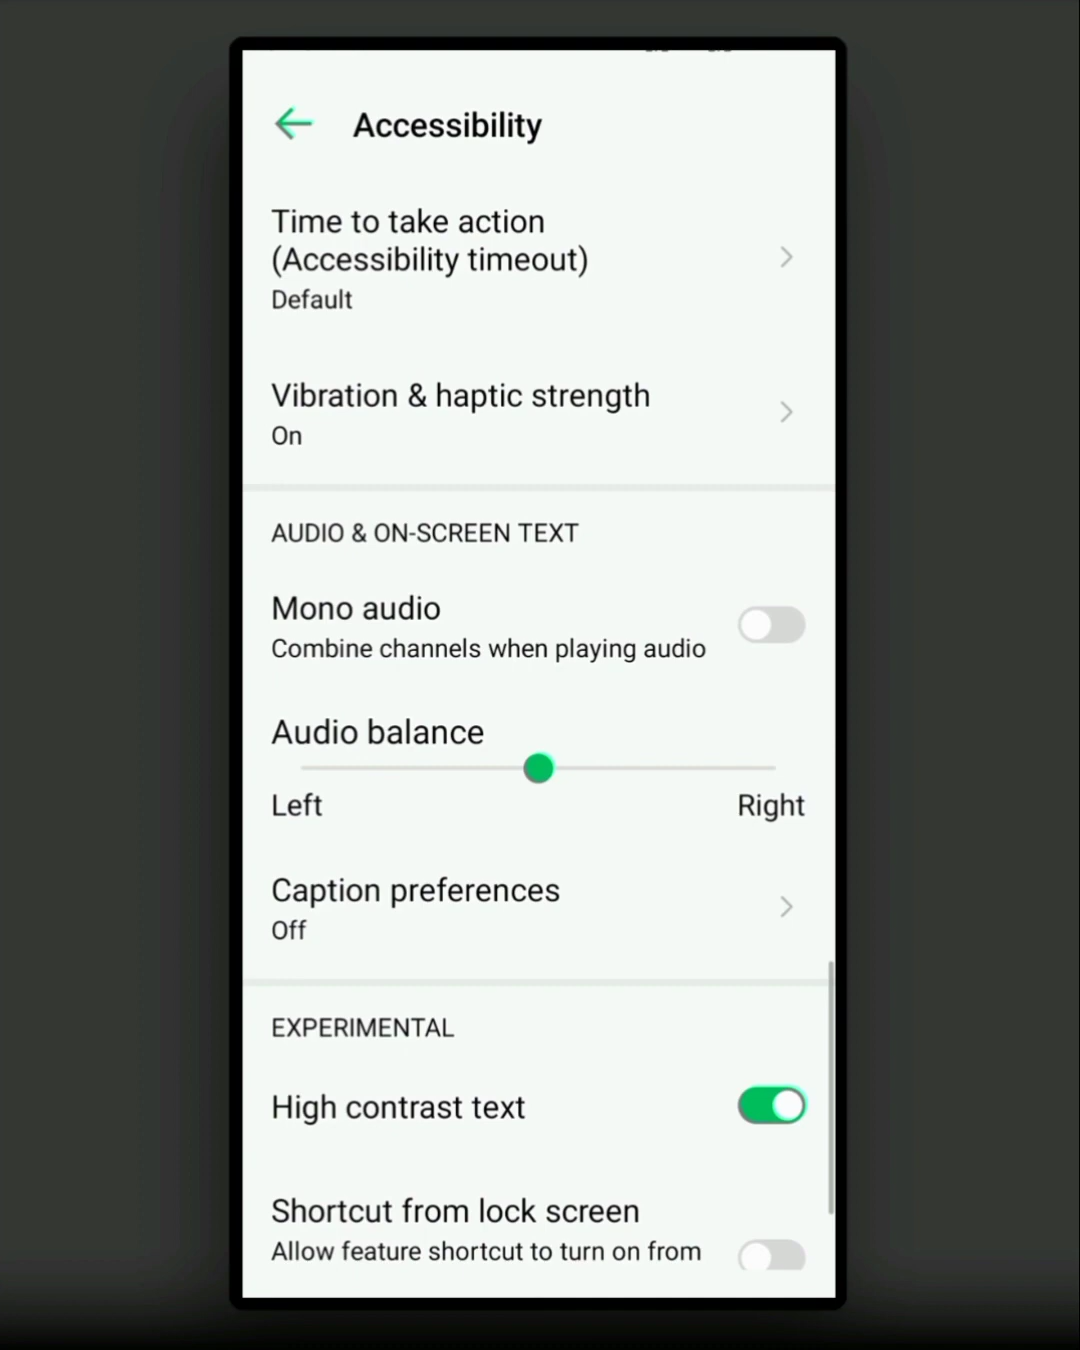 Accessibility
Time to take action
(Accessibility timeout)
Default
Vibration & haptic strength
On
AUDIO & ON-SCREEN TEXT
Mono audio
Combine channels when playing audio
Audio balance
Left
Right
Caption preferences
Off
EXPERIMENTAL
High contrast text
Shortcut from lock screen
Allow feature shortcut to turn on from